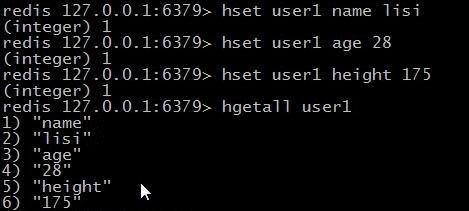 redis 127.0.0.1:6379> hset user1 name lisi
(integer) 1
redis 127.0.0.1:6379> hset user1 age 28
(integer) 1
redis 127.0.0.1:6379> hset user1 height 175
(integer) 1
redis 127.0.0.1:6379> hgetall user1
1) "name"
2) "lisi"
3) "age"
4) "28"
5) "height"
6) "175"